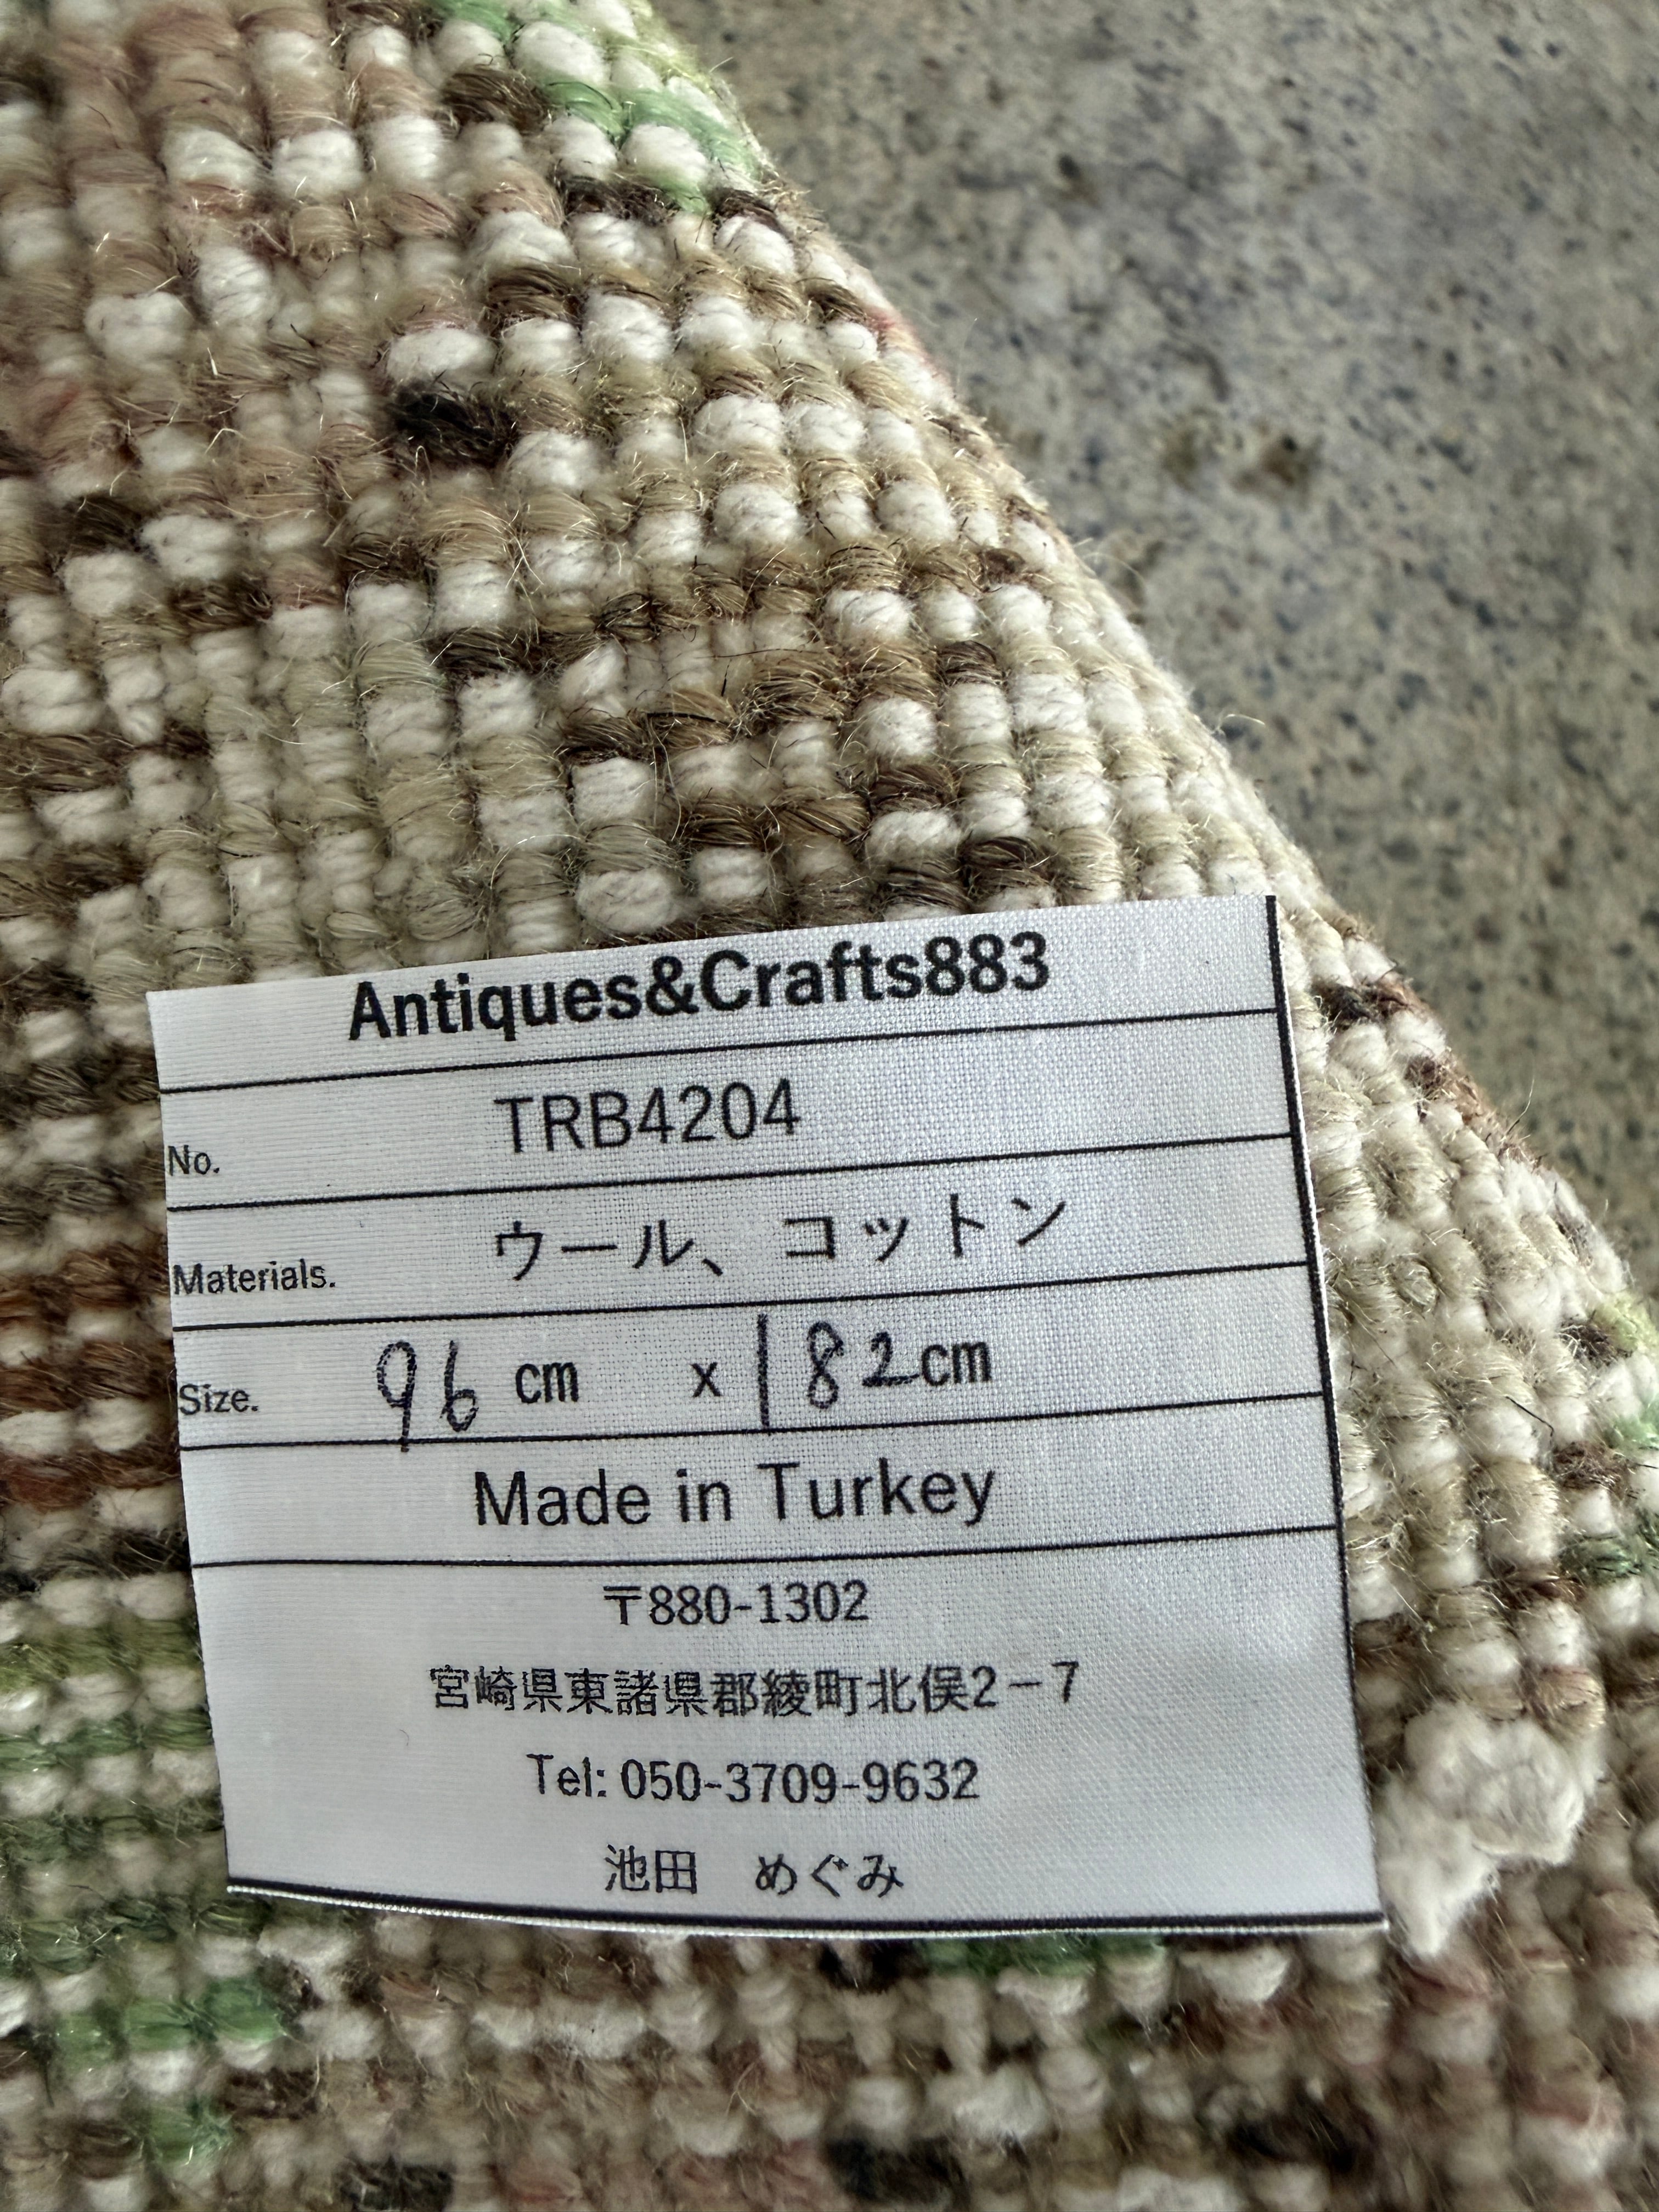 Antiques&Crafts883
No. TRB4204
Materials. ウール、コットン
Size. 96 cm x 182cm
Made in Turkey
〒880-1302
宮崎県東諸県郡綾町北俣2−7
Tel: 050-3709-9632
池田　めぐみ